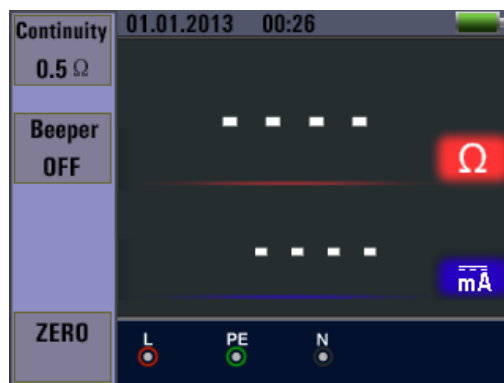 Continuity 01.01.2013 00:26
0.5 Ω
- - - -
Beeper
OFF
Ω
- - - -
mA
ZERO
L PE N